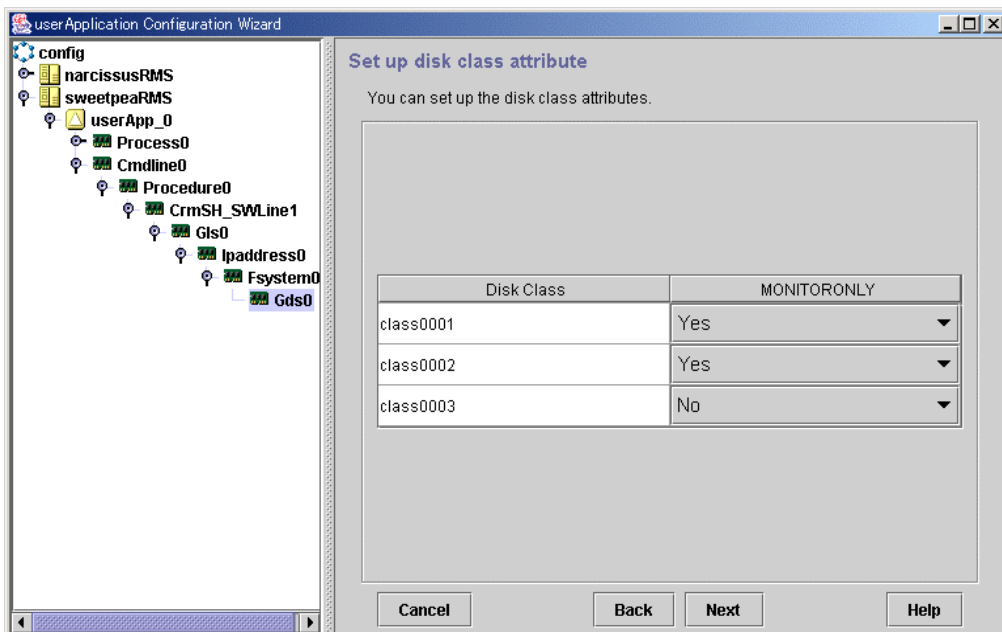 userApplication Configuration Wizard
config
narcissusRMS
sweetpeaRMS
userApp_0
Process0
Cmdline0
Procedure0
CrmSH_SWLine1
Gls0
Ipaddress0
Fsystem0
Gds0
Set up disk class attribute
You can set up the disk class attributes.
Disk Class MONITORONLY
class0001 Yes
class0002 Yes
class0003 No
Cancel Back Next Help